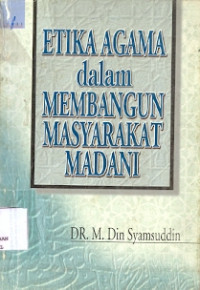 ETIKA AGAMA
dalam
MEMBANGUN
MASYARAKAT
MADANI
DR. M. Din Syamsuddin